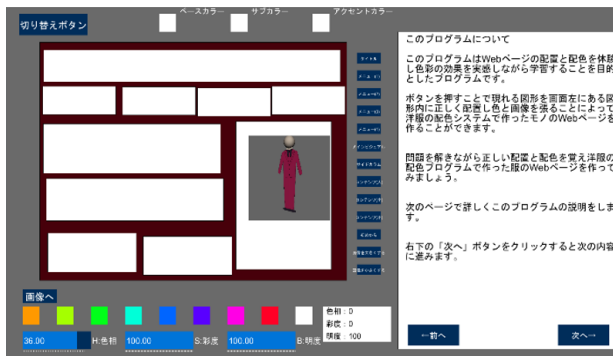 切り替えボタン
ベースカラー
サブカラー
アクセントカラー
タイトル
このプログラムについて
このプログラムはWebページの配置と配色を体験
し色彩の効果を実感しながら学習することを目的
としたプログラムです。
ボタンを押すことで現れる図形を画面左にある図
形内に正しく配置し色と画像を張ることによって
洋服の配色システムで作ったモノのWebページを
作ることができます。
問題を解きながら正しい配置と配色を覚え洋服の
配色プログラムで作った服のWebページを作って
みましょう。
次のページで詳しくこのプログラムの説明をしま
す。
右下の「次へ」ボタンをクリックすると次の内容
に進みます。
←前へ
次へ→
画像へ
色相：0
彩度：0
明度：100
36.00
H:色相
100.00
S:彩度
100.00
B:明度